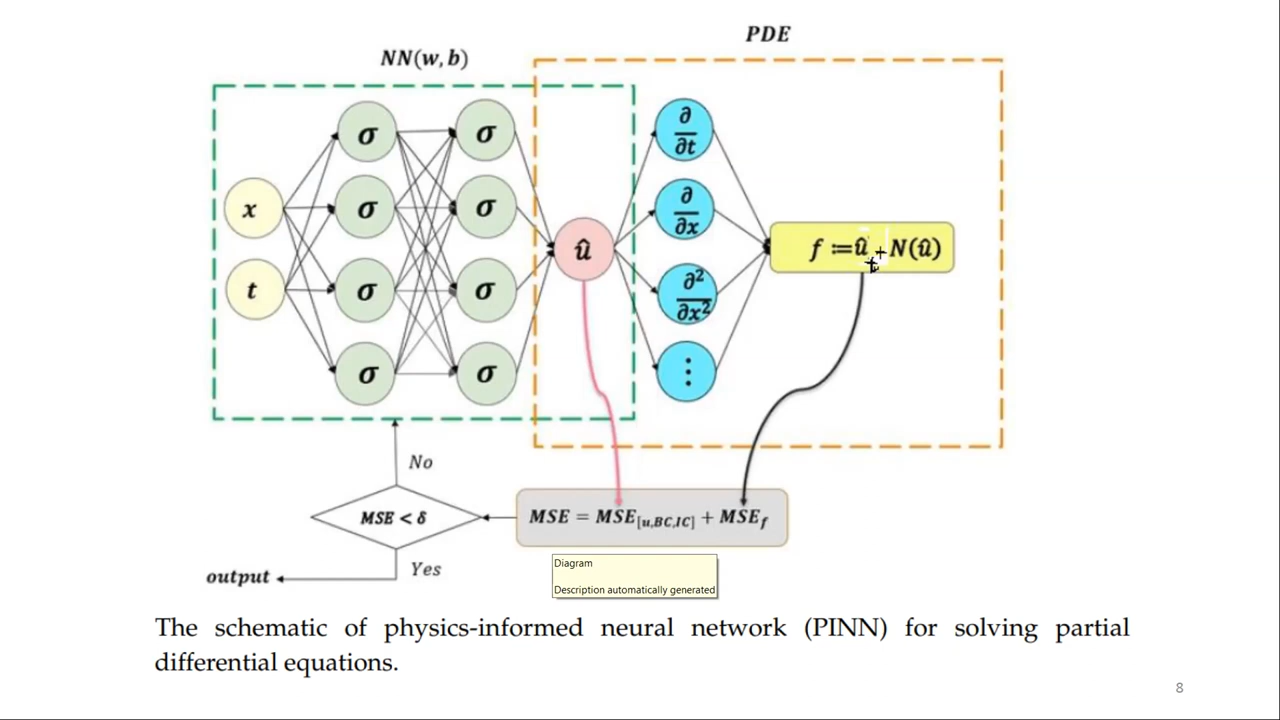 PDE
NN(w, b)
σ σ ∂/∂t
x σ σ ∂/∂x
û f ≔ û + N(û)
t σ σ ∂²/∂x²
σ σ ⋮
No
MSE < δ MSE = MSE[u,BC,IC] + MSEf
Yes
output
Diagram
Description automatically generated
The schematic of physics-informed neural network (PINN) for solving partial
differential equations.
8